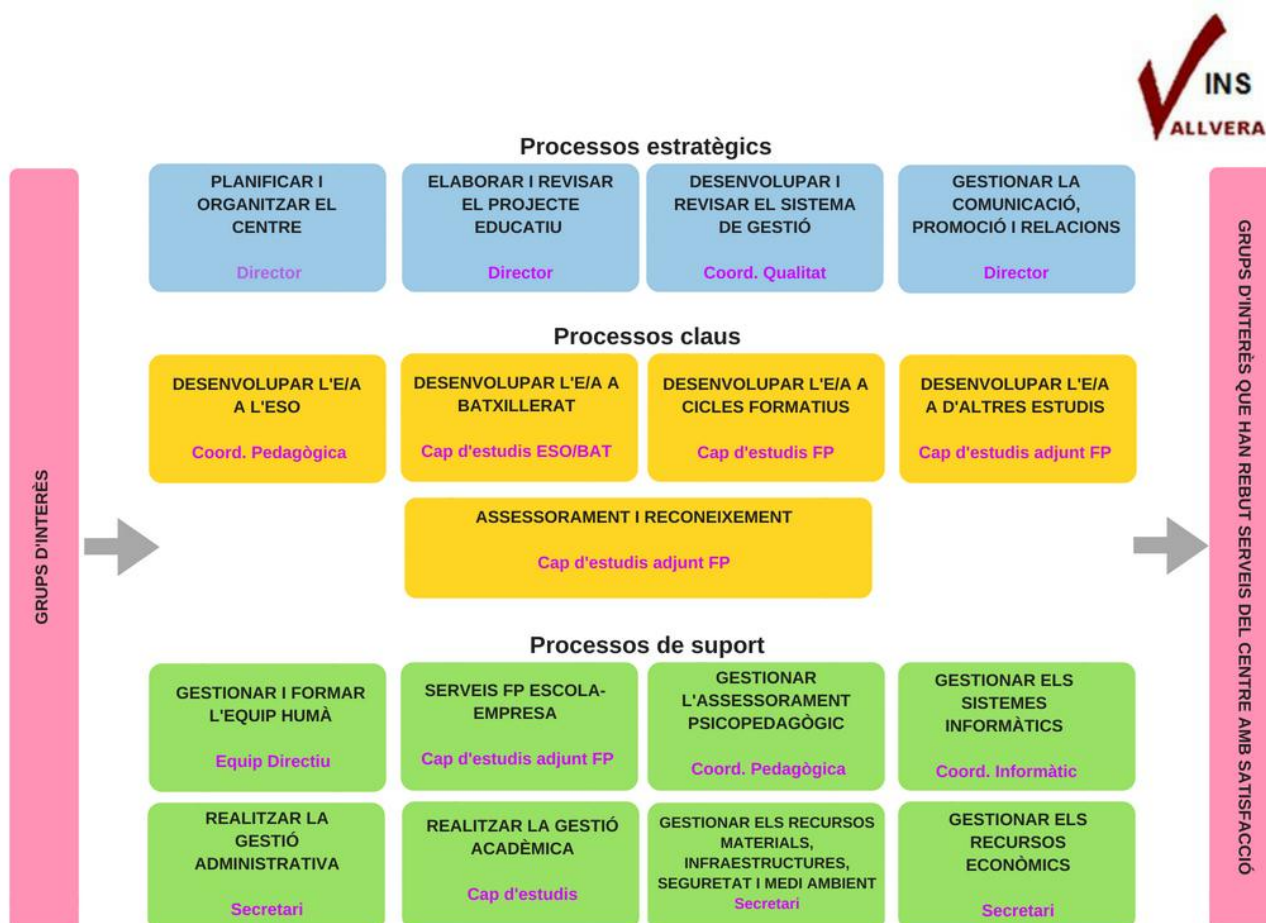 INS
VALLVERA
Processos estratègics
PLANIFICAR I
ORGANITZAR EL
CENTRE
Director
ELABORAR I REVISAR
EL PROJECTE
EDUCATIU
Director
DESENVOLUPAR I
REVISAR EL SISTEMA
DE GESTIÓ
Coord. Qualitat
GESTIONAR LA
COMUNICACIÓ,
PROMOCIÓ I RELACIONS
Director
GRUPS D'INTERÈS
Processos claus
DESENVOLUPAR L'E/A
A L'ESO
Coord. Pedagògica
DESENVOLUPAR L'E/A A
BATXILLERAT
Cap d'estudis ESO/BAT
DESENVOLUPAR L'E/A A
CICLES FORMATIUS
Cap d'estudis FP
DESENVOLUPAR L'E/A
A D'ALTRES ESTUDIS
Cap d'estudis adjunt FP
ASSESSORAMENT I RECONEIXEMENT
Cap d'estudis adjunt FP
Processos de suport
GESTIONAR I FORMAR
L'EQUIP HUMÀ
Equip Directiu
SERVEIS FP ESCOLA-
EMPRESA
Cap d'estudis adjunt FP
GESTIONAR
L'ASSESSORAMENT
PSICOPEDAGÒGIC
Coord. Pedagògica
GESTIONAR ELS
SISTEMES
INFORMÀTICS
Coord. Informàtic
REALITZAR LA
GESTIÓ
ADMINISTRATIVA
Secretari
REALITZAR LA GESTIÓ
ACADÈMICA
Cap d'estudis
GESTIONAR ELS RECURSOS
MATERIALS,
INFRAESTRUCTURES,
SEGURETAT I MEDI AMBIENT
Secretari
GESTIONAR ELS
RECURSOS
ECONÒMICS
Secretari
GRUPS D'INTERÈS QUE HAN REBUT SERVEIS DEL CENTRE AMB SATISFACCIÓ